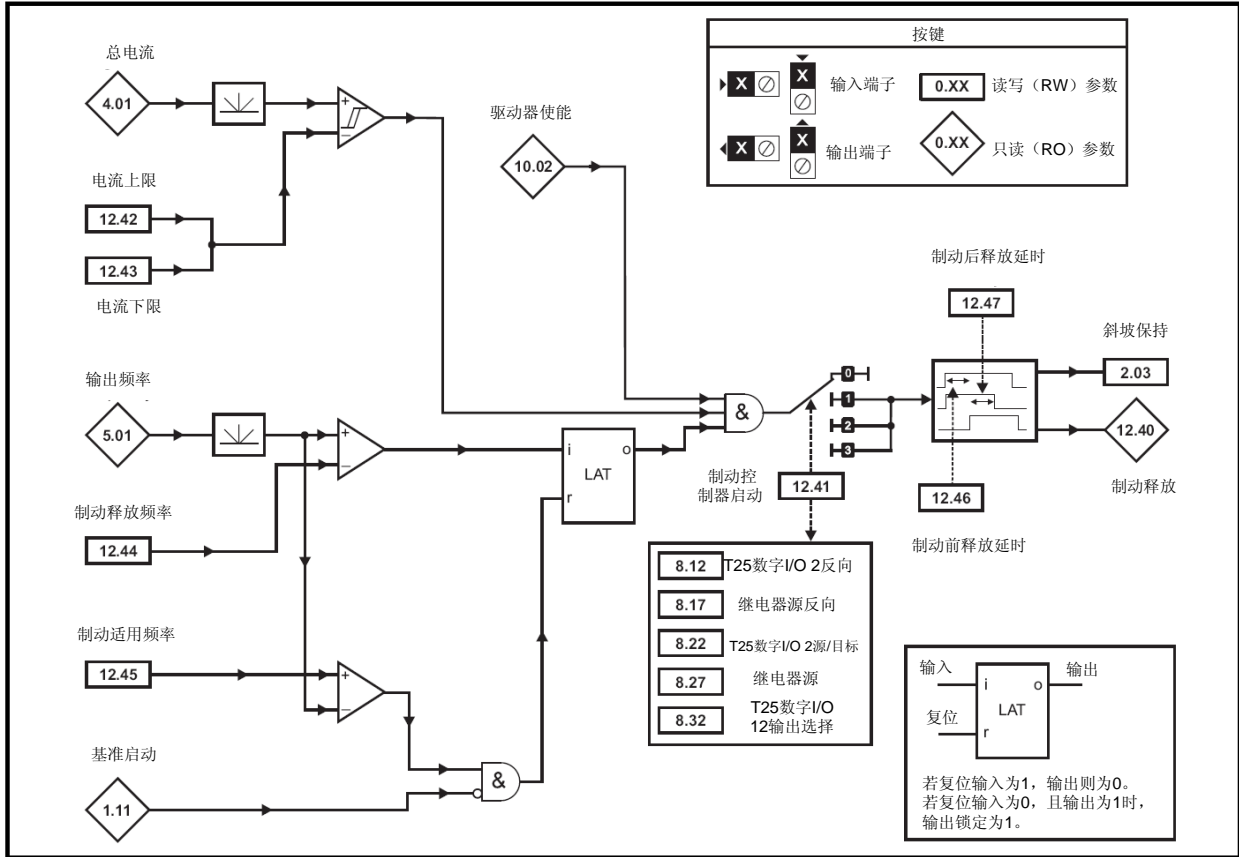 总电流
4.01
+
−
电流上限
12.42
12.43
电流下限
驱动器使能
10.02
按键
X
X
输入端子
0.XX
读写（RW）参数
X
X
输出端子
0.XX
只读（RO）参数
输出频率
5.01
+
−
制动释放频率
12.44
制动适用频率
12.45
+
−
基准启动
1.11
&
i
o
LAT
r
&
0
1
2
3
制动控
制器启动
12.41
8.12
T25数字I/O 2反向
8.17
继电器源反向
8.22
T25数字I/O 2源/目标
8.27
继电器源
8.32
T25数字I/O
12输出选择
制动后释放延时
12.47
12.46
制动前释放延时
斜坡保持
2.03
12.40
制动释放
输入
i
o
输出
LAT
复位
r
若复位输入为1，输出则为0。
若复位输入为0，且输出为1时，
输出锁定为1。